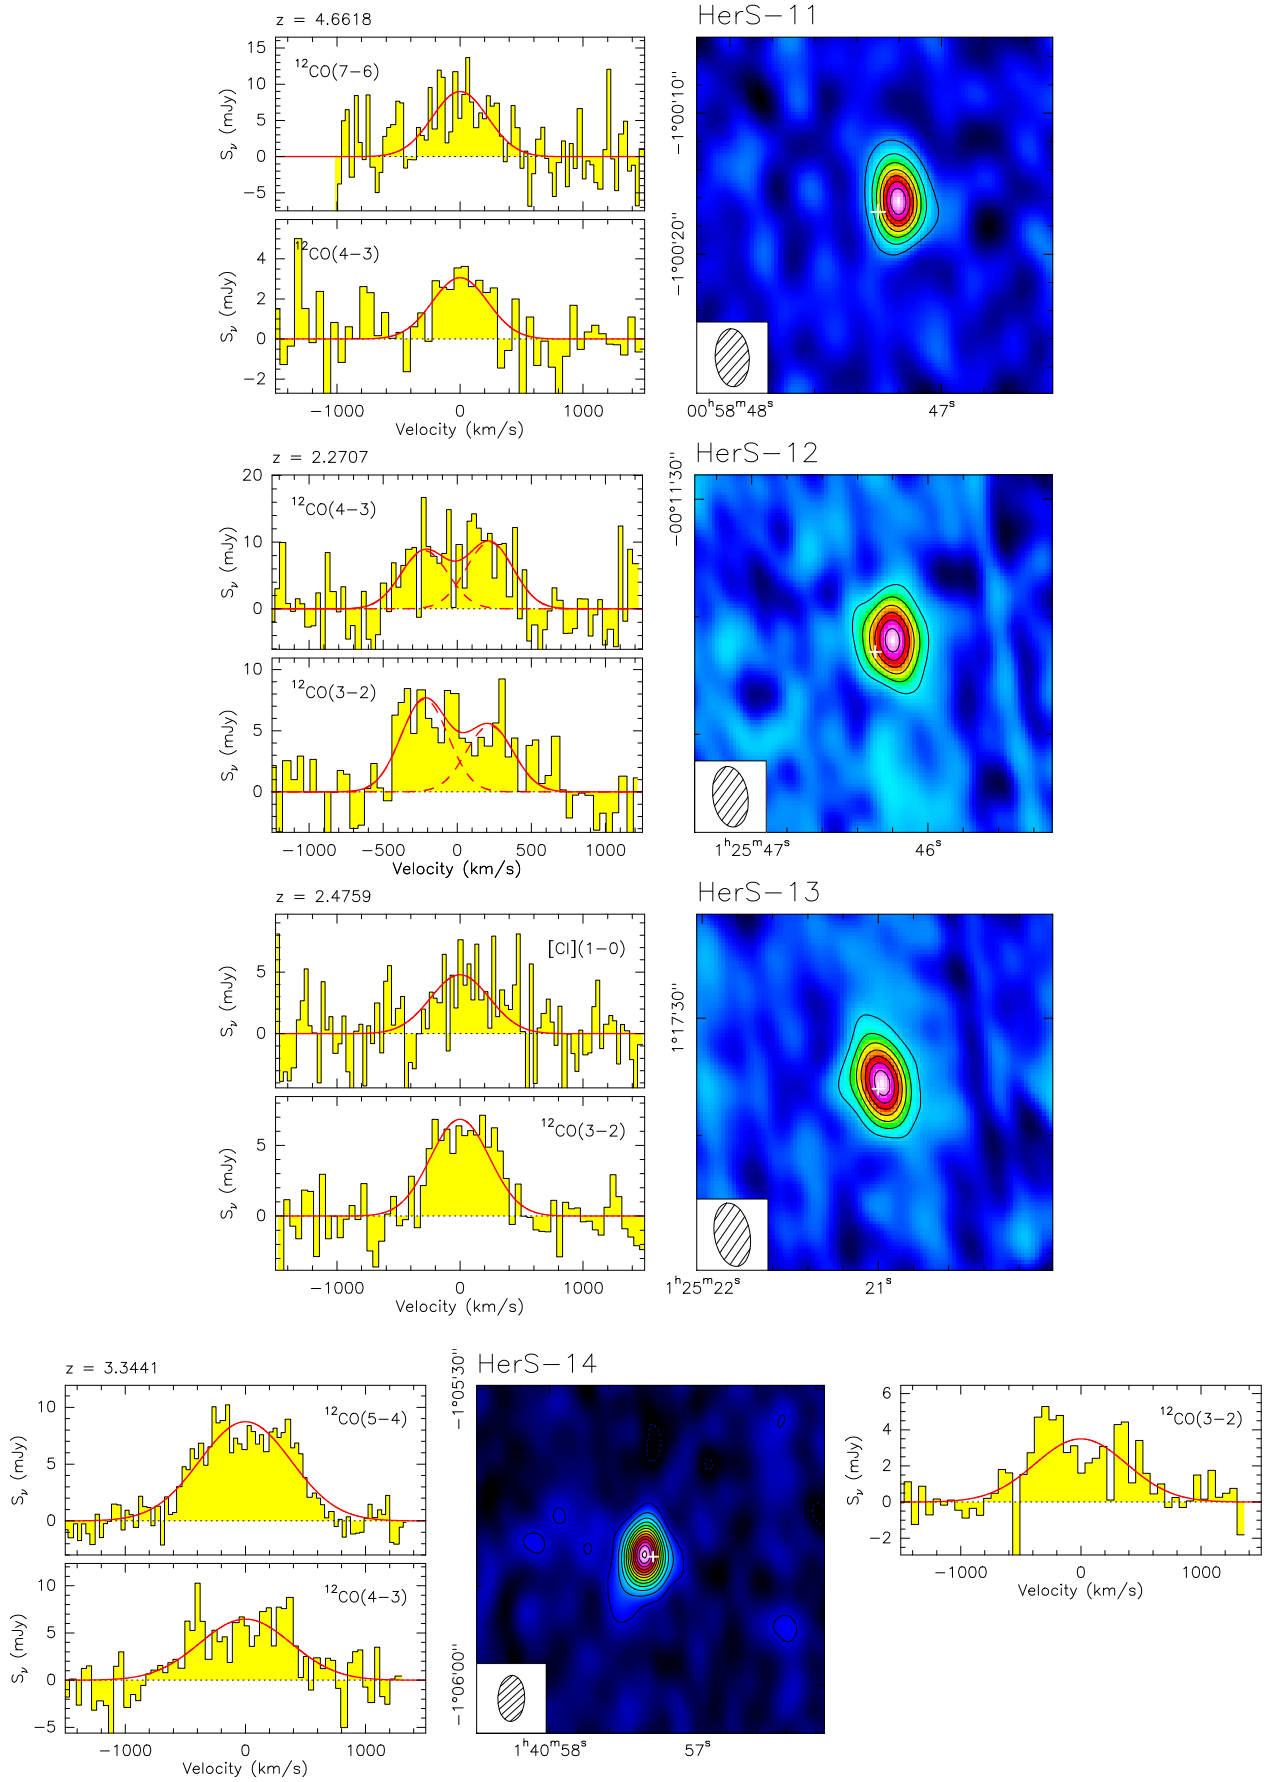 z = 4.6618
HerS−11
¹²CO(7−6)
15
10
5
0
−5
S_ν (mJy)
¹²CO(4−3)
4
2
0
−2
S_ν (mJy)
−1000 0 1000
Velocity (km/s)
−1°00'10"
−1°00'20"
00ʰ58ᵐ48ˢ 47ˢ
z = 2.2707
HerS−12
¹²CO(4−3)
20
10
0
S_ν (mJy)
¹²CO(3−2)
10
5
0
S_ν (mJy)
−1000 −500 0 500 1000
Velocity (km/s)
−00°11'30"
1ʰ25ᵐ47ˢ 46ˢ
z = 2.4759
HerS−13
[CI](1−0)
5
0
S_ν (mJy)
¹²CO(3−2)
5
0
S_ν (mJy)
−1000 0 1000
Velocity (km/s)
1°17'30"
1ʰ25ᵐ22ˢ 21ˢ
z = 3.3441
HerS−14
¹²CO(5−4)
10
5
0
S_ν (mJy)
¹²CO(4−3)
10
5
0
−5
S_ν (mJy)
−1000 0 1000
Velocity (km/s)
−1°05'30"
−1°06'00"
1ʰ40ᵐ58ˢ 57ˢ
¹²CO(3−2)
6
4
2
0
−2
S_ν (mJy)
−1000 0 1000
Velocity (km/s)